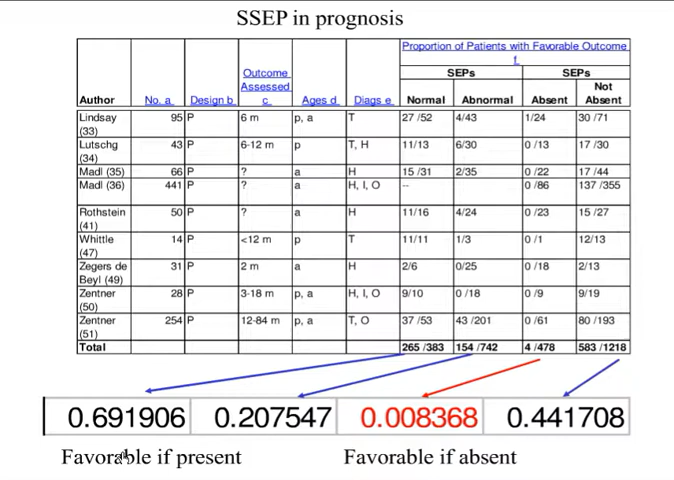 SSEP in prognosis
Proportion of Patients with Favorable Outcome
f
Outcome SEPs SEPs
Assessed Not
Author No. a Design b c Ages d Diags e Normal Abnormal Absent Absent
Lindsay 95 P 6 m p, a T 27 /52 4/43 1/24 30 /71
(33)
Lutschg 43 P 6-12 m p T, H 11/13 6/30 0 /13 17 /30
(34)
Madl (35) 66 P ? a H 15 /31 2/35 0 /22 17 /44
Madl (36) 441 P ? a H, I, O -- 0 /86 137 /355
Rothstein 50 P ? a H 11/16 4/24 0 /23 15 /27
(41)
Whittle 14 P <12 m p T 11/11 1/3 0 /1 12/13
(47)
Zegers de 31 P 2 m a H 2/6 0/25 0 /18 2/13
Beyl (49)
Zentner 28 P 3-18 m p, a H, I, O 9/10 0 /18 0 /9 9/19
(50)
Zentner 254 P 12-84 m p, a T, O 37 /53 43 /201 0 /61 80 /193
(51)
Total 265 /383 154 /742 4 /478 583 /1218
0.691906 0.207547 0.008368 0.441708
Favorable if present Favorable if absent